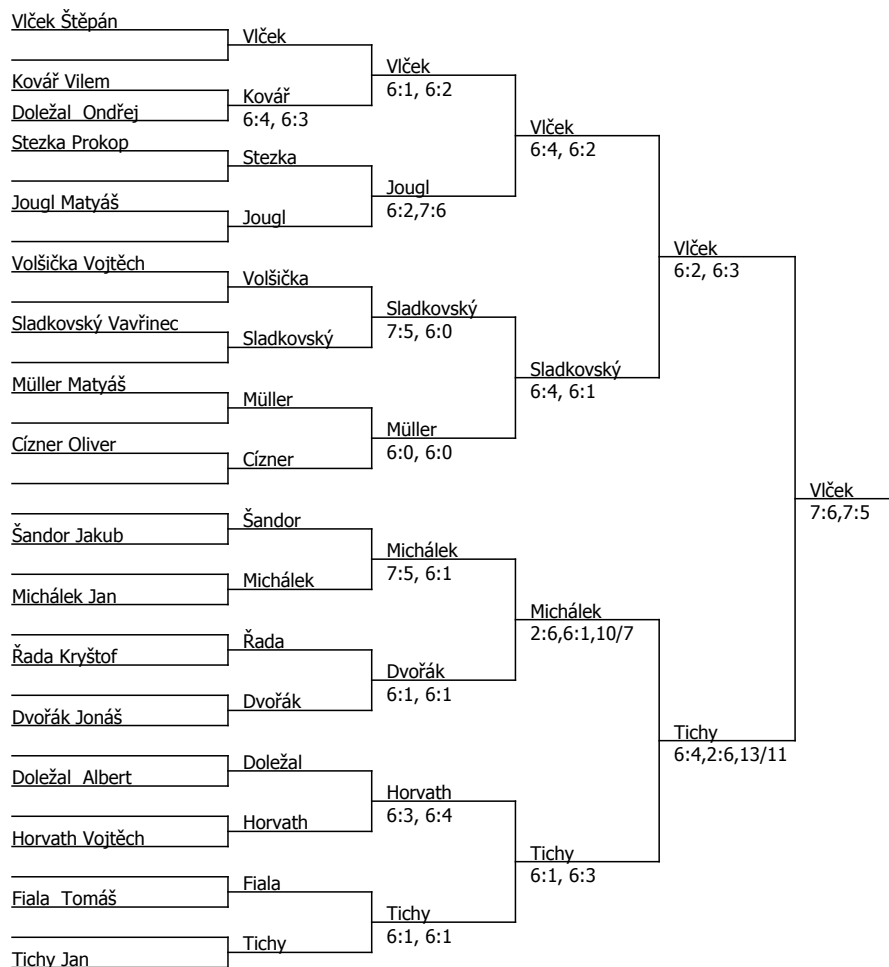 Vlček Štěpán
Vlček
Vlček
6:1, 6:2
Kovář Vilem
Kovář
6:4, 6:3
Doležal  Ondřej
Vlček
6:4, 6:2
Stezka Prokop
Stezka
Jougl
6:2,7:6
Jougl Matyáš
Jougl
Vlček
6:2, 6:3
Volšička Vojtěch
Volšička
Sladkovský
7:5, 6:0
Sladkovský Vavřinec
Sladkovský
Sladkovský
6:4, 6:1
Müller Matyáš
Müller
Müller
6:0, 6:0
Cízner Oliver
Cízner
Vlček
7:6,7:5
Šandor
Šandor Jakub
Michálek
7:5, 6:1
Michálek
Michálek Jan
Michálek
2:6,6:1,10/7
Řada
Řada Kryštof
Dvořák
6:1, 6:1
Dvořák
Dvořák Jonáš
Tichy
6:4,2:6,13/11
Doležal
Doležal  Albert
Horvath
6:3, 6:4
Horvath
Horvath Vojtěch
Tichy
6:1, 6:3
Fiala
Fiala  Tomáš
Tichy
6:1, 6:1
Tichy
Tichy Jan